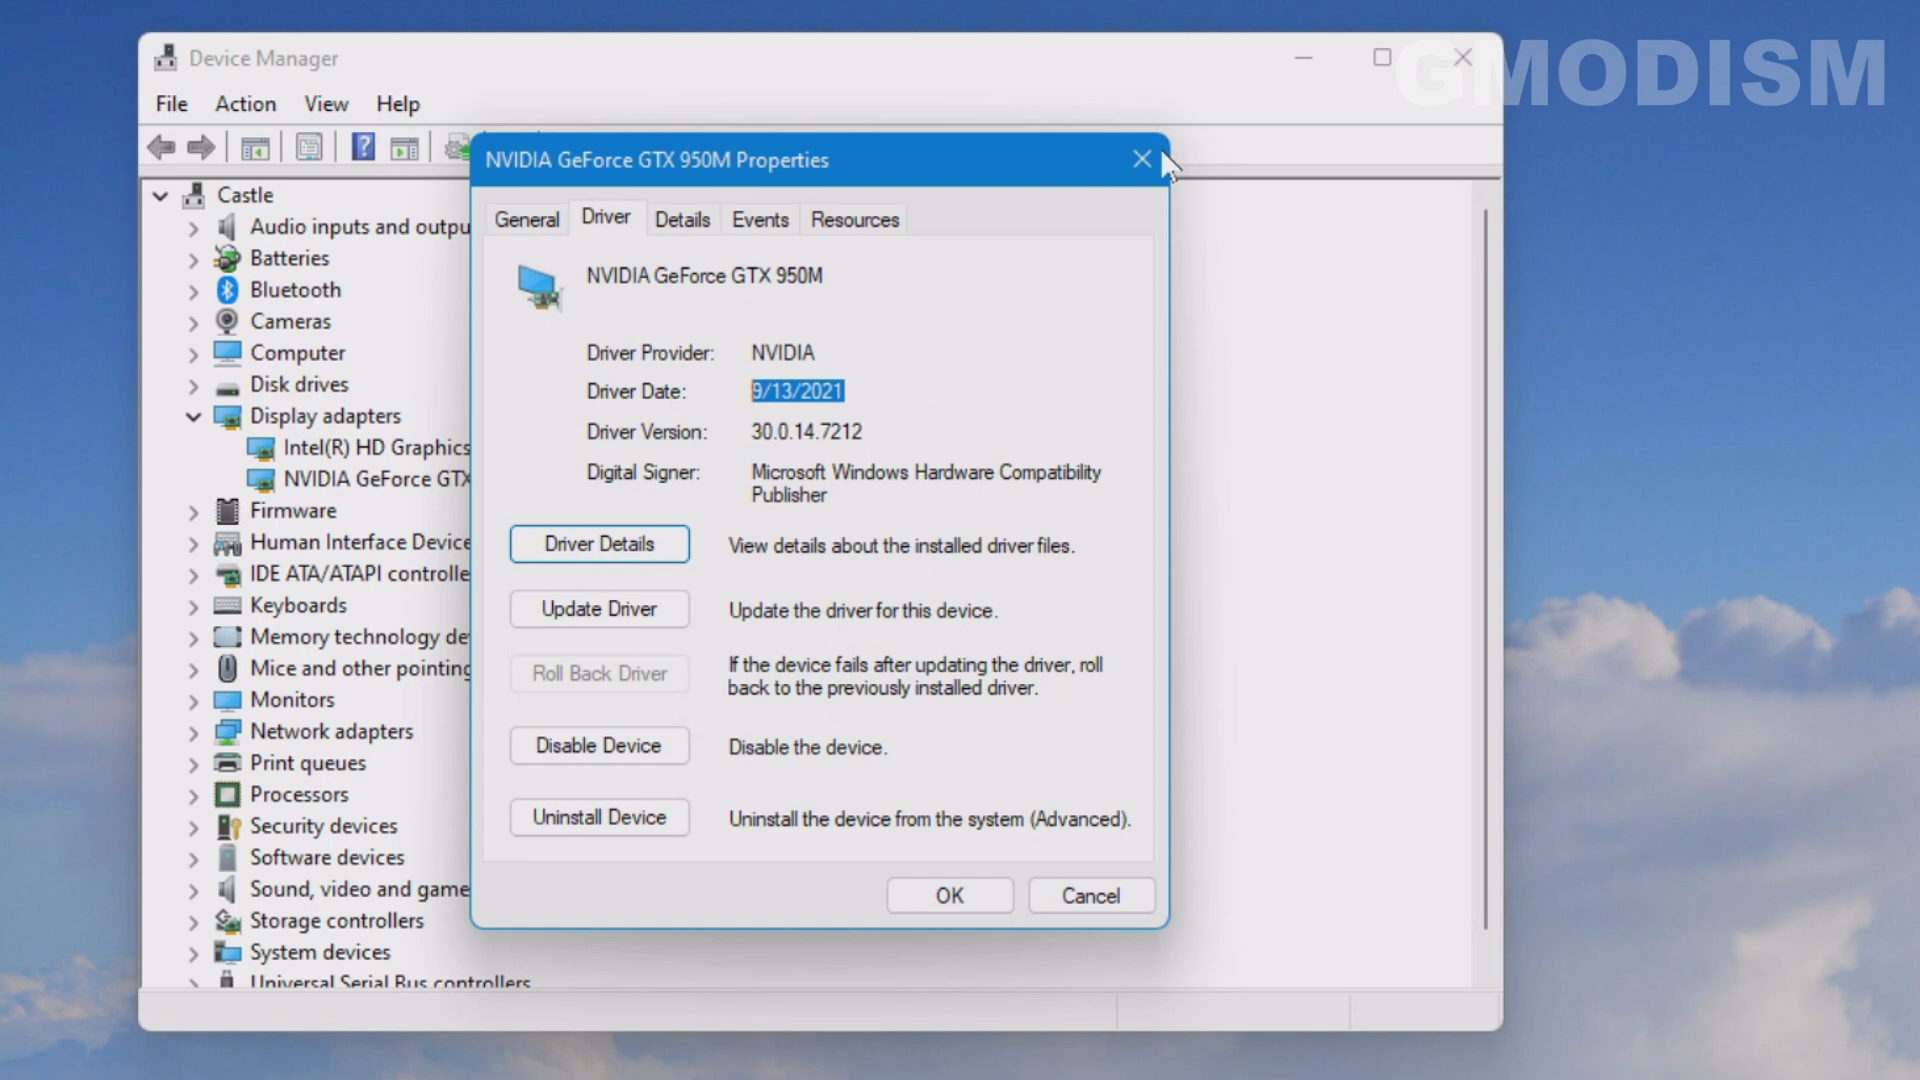 GMODISM
Device Manager
File Action View Help
NVIDIA GeForce GTX 950M Properties
General Driver Details Events Resources
NVIDIA GeForce GTX 950M
Driver Provider: NVIDIA
Driver Date: 9/13/2021
Driver Version: 30.0.14.7212
Digital Signer: Microsoft Windows Hardware Compatibility
Publisher
Driver Details View details about the installed driver files.
Update Driver Update the driver for this device.
Roll Back Driver If the device fails after updating the driver, roll
back to the previously installed driver.
Disable Device Disable the device.
Uninstall Device Uninstall the device from the system (Advanced).
OK Cancel
Castle
Audio inputs and outpu
Batteries
Bluetooth
Cameras
Computer
Disk drives
Display adapters
Intel(R) HD Graphics
NVIDIA GeForce GTX
Firmware
Human Interface Device
IDE ATA/ATAPI controlle
Keyboards
Memory technology de
Mice and other pointing
Monitors
Network adapters
Print queues
Processors
Security devices
Software devices
Sound, video and game
Storage controllers
System devices
Universal Serial Bus controllers